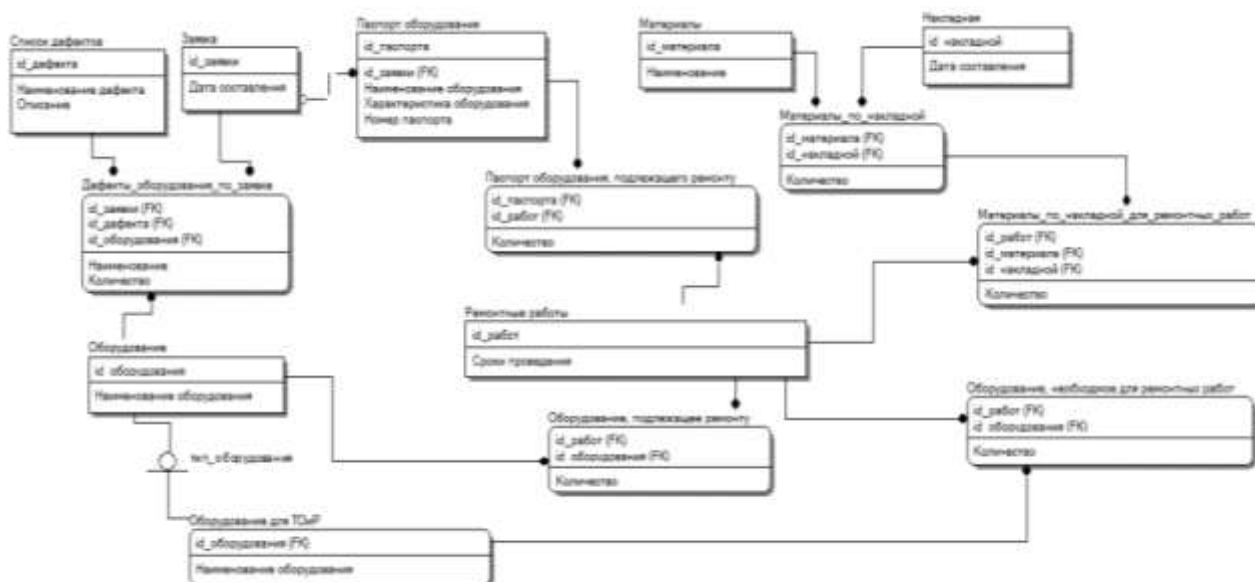 Список дефектов
id_дефекта
Наименование дефекта
Описание
Заявка
id_заявки
Дата составления
Паспорт оборудование
id_паспорта
id_заявки (FK)
Наименование оборудования
Характеристика оборудования
Номер паспорта
Материалы
id_материала
Наименование
Накладная
id_накладной
Дата составления
Материалы_по_накладной
id_материала (FK)
id_накладной (FK)
Количество
Дефекты_оборудования_по_заявке
id_заявки (FK)
id_дефекта (FK)
id_оборудования (FK)
Наименование
Количество
Паспорт оборудования, подлежащего ремонту
id_паспорта (FK)
id_работ (FK)
Количество
Материалы_по_накладной_для_ремонтных_работ
id_работ (FK)
id_материала (FK)
id_накладной (FK)
Количество
Ремонтные работы
id_работ
Сроки проведения
Оборудование
id_оборудования
Наименование оборудования
тип_оборудования
Оборудование, подлежащее ремонту
id_работ (FK)
id_оборудования (FK)
Количество
Оборудование, необходимое для ремонтных работ
id_работ (FK)
id_оборудования (FK)
Количество
Оборудование для ТОиР
id_оборудования (FK)
Наименование оборудования